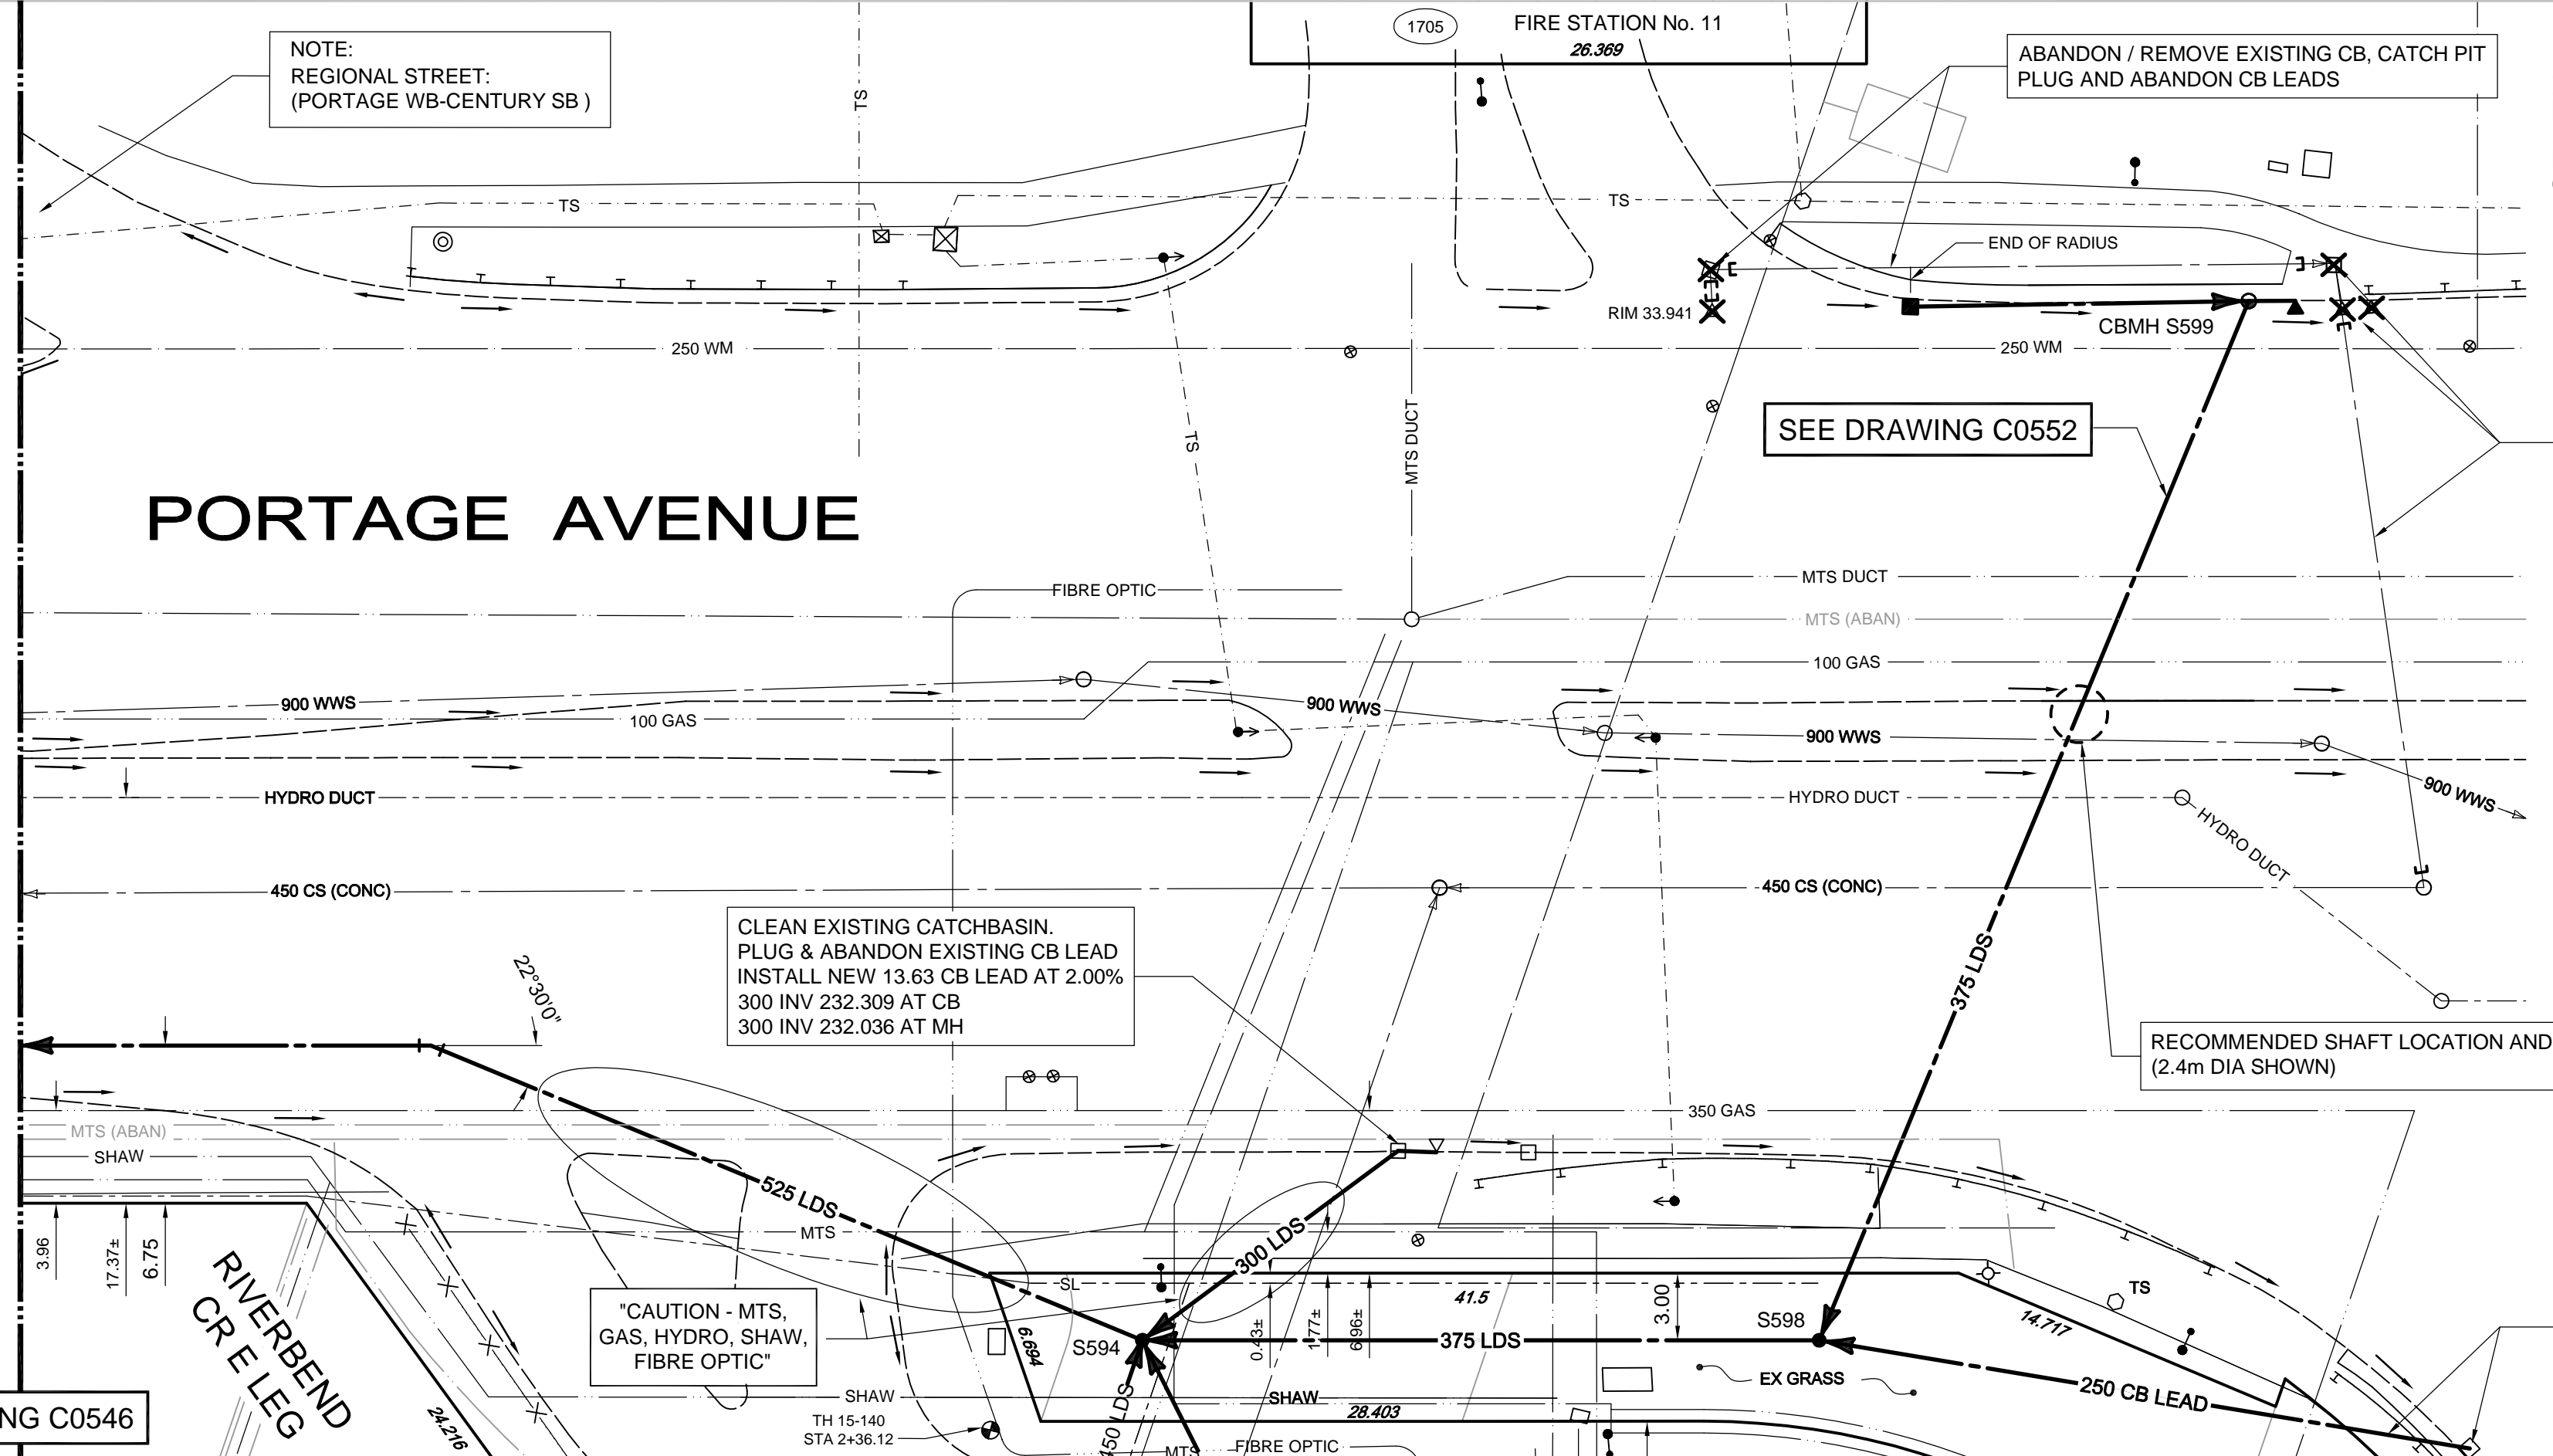 1705
FIRE STATION No. 11
26.369
NOTE:
REGIONAL STREET:
(PORTAGE WB-CENTURY SB )
ABANDON / REMOVE EXISTING CB, CATCH PIT
PLUG AND ABANDON CB LEADS
TS
TS
TS
END OF RADIUS
RIM 33.941
CBMH S599
250 WM
250 WM
SEE DRAWING C0552
MTS DUCT
TS
PORTAGE AVENUE
FIBRE OPTIC
MTS DUCT
MTS (ABAN)
100 GAS
900 WWS
100 GAS
900 WWS
900 WWS
900 WWS
HYDRO DUCT
HYDRO DUCT
HYDRO DUCT
450 CS (CONC)
450 CS (CONC)
CLEAN EXISTING CATCHBASIN.
PLUG & ABANDON EXISTING CB LEAD
INSTALL NEW 13.63 CB LEAD AT 2.00%
300 INV 232.309 AT CB
300 INV 232.036 AT MH
22°30'0"
375 LDS
RECOMMENDED SHAFT LOCATION AND
(2.4m DIA SHOWN)
350 GAS
MTS (ABAN)
SHAW
525 LDS
MTS
300 LDS
SL
3.96
17.37±
6.75
RIVERBEND
CR E LEG
"CAUTION - MTS,
GAS, HYDRO, SHAW,
FIBRE OPTIC"
6.694
S594
0.43±
1.77±
6.96±
41.5
375 LDS
3.00
S598
TS
14.717
EX GRASS
250 CB LEAD
SHAW
SHAW
28.403
TH 15-140
STA 2+36.12
450 LDS
MTS
FIBRE OPTIC
24.216
NG C0546